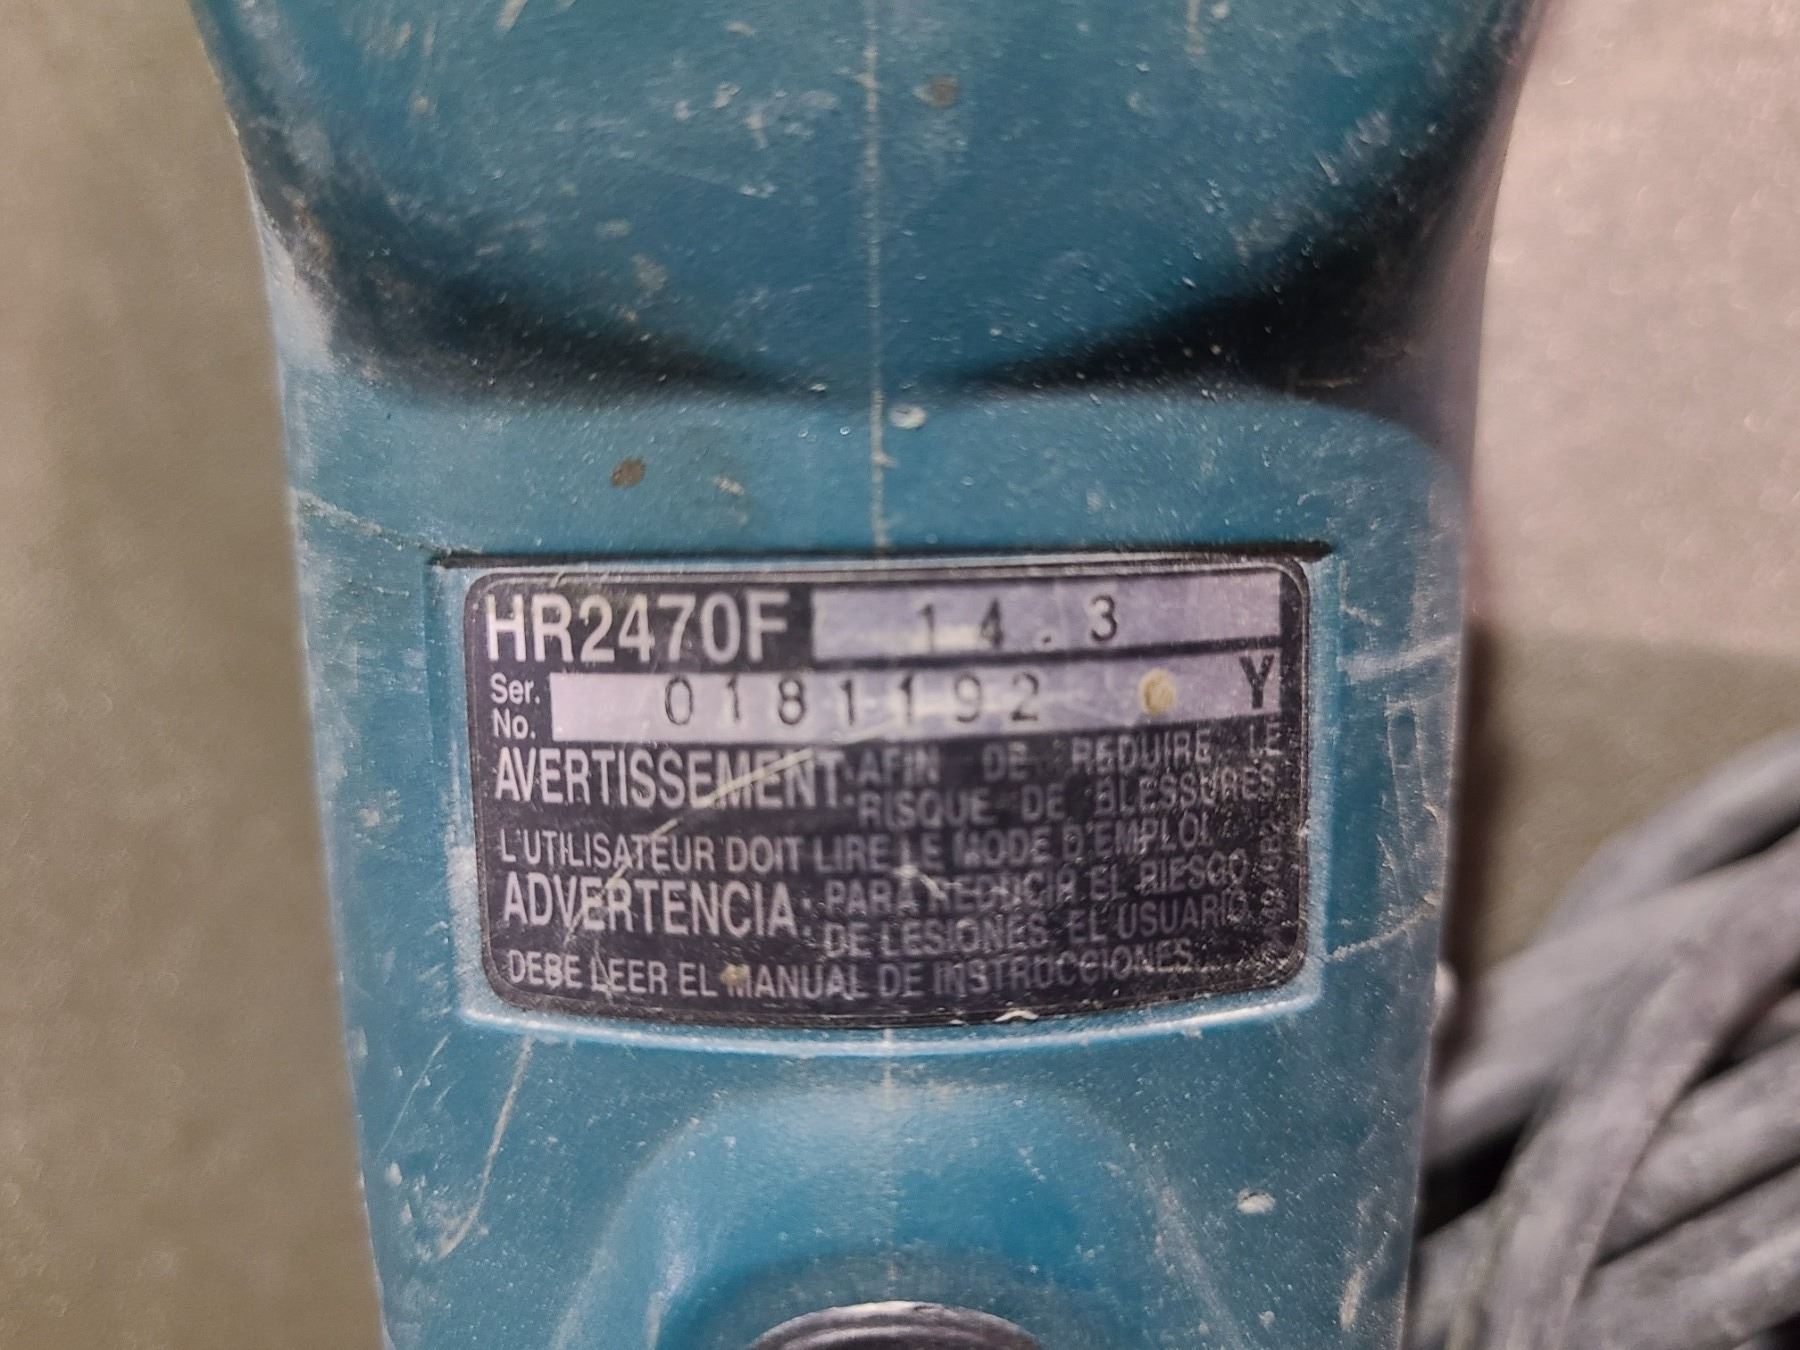 HR2470F 14.3
Ser. No. 0181192 Y
AVERTISSEMENT: AFIN DE REDUIRE LE
RISQUE DE BLESSURES
L'UTILISATEUR DOIT LIRE LE MODE D'EMPLOI
ADVERTENCIA: PARA REDUCIR EL RIESGO
DE LESIONES EL USUARIO
DEBE LEER EL MANUAL DE INSTRUCCIONES.